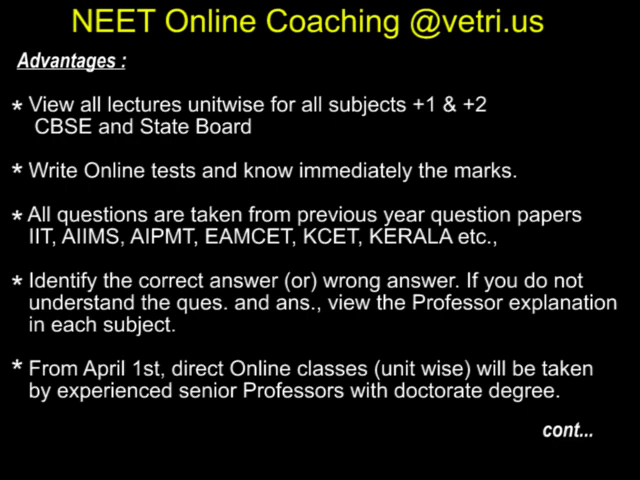 NEET Online Coaching @vetri.us
Advantages :
* View all lectures unitwise for all subjects +1 & +2
CBSE and State Board
* Write Online tests and know immediately the marks.
* All questions are taken from previous year question papers
IIT, AIIMS, AIPMT, EAMCET, KCET, KERALA etc.,
* Identify the correct answer (or) wrong answer. If you do not
understand the ques. and ans., view the Professor explanation
in each subject.
* From April 1st, direct Online classes (unit wise) will be taken
by experienced senior Professors with doctorate degree.
cont...